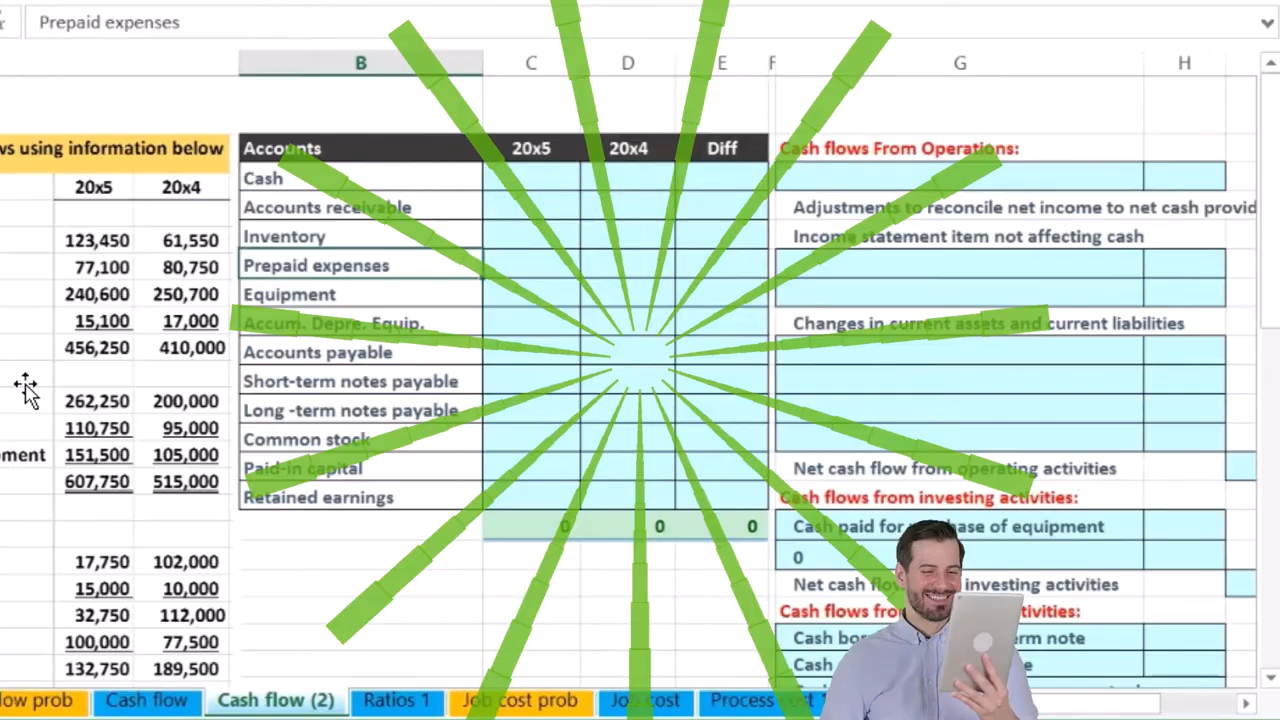 Prepaid expenses
B C D E F G H
ws using information below Accounts 20x5 20x4 Diff Cash flows From Operations:
20x5 20x4 Cash
Accounts receivable Adjustments to reconcile net income to net cash provid
123,450 61,550 Inventory Income statement item not affecting cash
77,100 80,750 Prepaid expenses
240,600 250,700 Equipment
15,100 17,000 Accum. Depre. Equip. Changes in current assets and current liabilities
456,250 410,000 Accounts payable
Short-term notes payable
262,250 200,000 Long -term notes payable
110,750 95,000 Common stock
ment 151,500 105,000 Paid-in capital Net cash flow from operating activities
607,750 515,000 Retained earnings Cash flows from investing activities:
0 0 0 Cash paid for purchase of equipment
17,750 102,000 0
15,000 10,000 Net cash flow investing activities
32,750 112,000 Cash flows tivities:
100,000 77,500 Cash term note
132,750 189,500 Cash
low prob Cash flow Cash flow (2) Ratios 1 Job cost prob Job cost Process cost